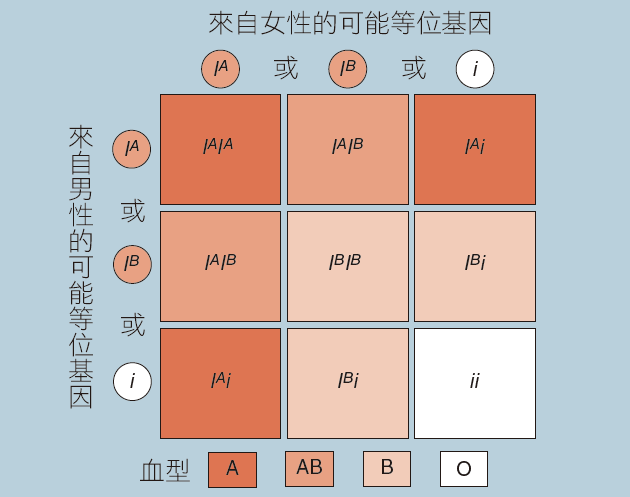 來自女性的可能等位基因
IA 或 IB 或 i
來自男性的可能等位基因
IA
IAIA IAIB IAi
或
IB
IAIB IBIB IBi
或
i
IAi IBi ii
血型 A AB B O